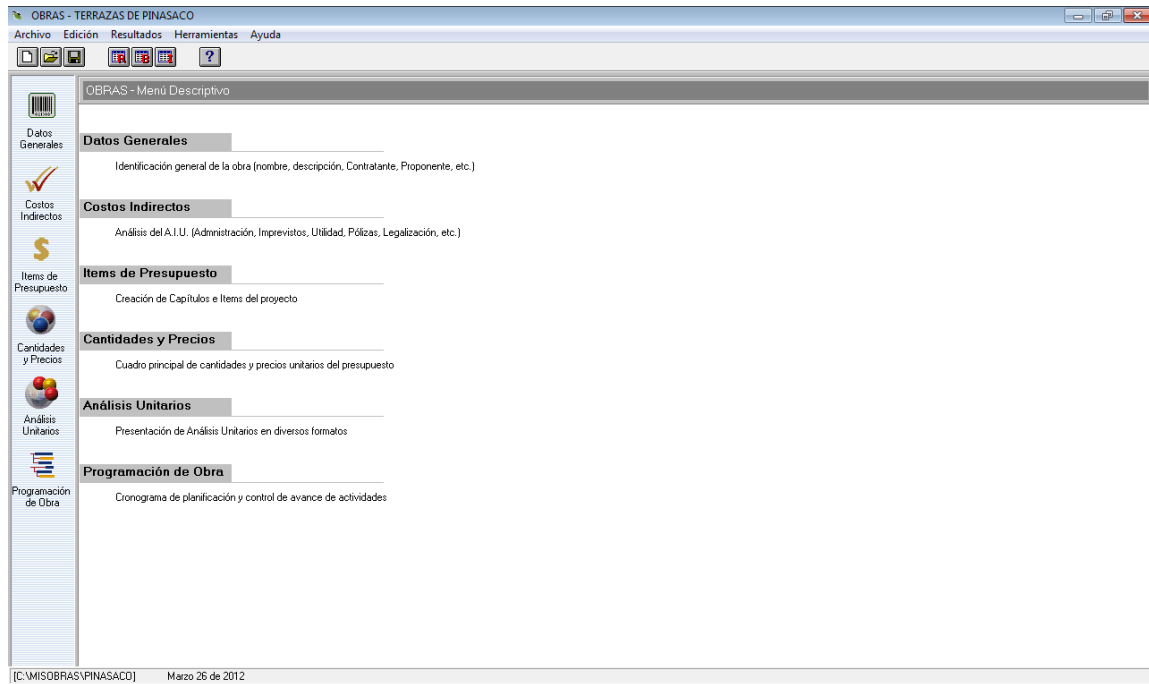 OBRAS - TERRAZAS DE PINASACO
Archivo Edición Resultados Herramientas Ayuda
R B I ?
OBRAS - Menú Descriptivo
Datos
Generales
Costos
Indirectos
$
Items de
Presupuesto
Cantidades
y Precios
Análisis
Unitarios
Programación
de Obra
Datos Generales
Identificación general de la obra (nombre, descripción, Contratante, Proponente, etc.)
Costos Indirectos
Análisis del A.I.U. (Admnistración, Imprevistos, Utilidad, Pólizas, Legalización, etc.)
Items de Presupuesto
Creación de Capítulos e Items del proyecto
Cantidades y Precios
Cuadro principal de cantidades y precios unitarios del presupuesto
Análisis Unitarios
Presentación de Análisis Unitarios en diversos formatos
Programación de Obra
Cronograma de planificación y control de avance de actividades
[C:\MISOBRAS\PINASACO] Marzo 26 de 2012